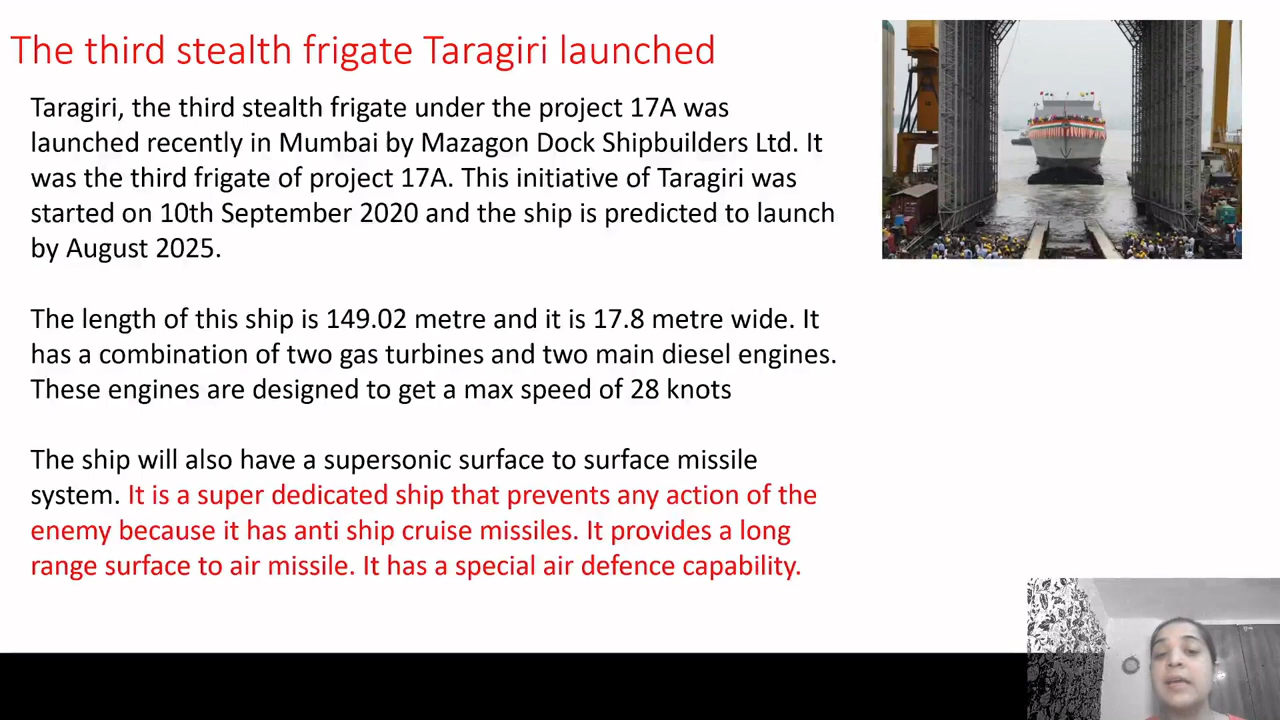 The third stealth frigate Taragiri launched
Taragiri, the third stealth frigate under the project 17A was
launched recently in Mumbai by Mazagon Dock Shipbuilders Ltd. It
was the third frigate of project 17A. This initiative of Taragiri was
started on 10th September 2020 and the ship is predicted to launch
by August 2025.
The length of this ship is 149.02 metre and it is 17.8 metre wide. It
has a combination of two gas turbines and two main diesel engines.
These engines are designed to get a max speed of 28 knots
The ship will also have a supersonic surface to surface missile
system. It is a super dedicated ship that prevents any action of the
enemy because it has anti ship cruise missiles. It provides a long
range surface to air missile. It has a special air defence capability.